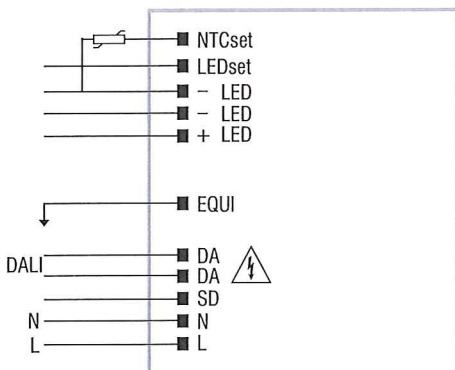 NTCset
LEDset
− LED
− LED
+ LED
EQUI
DALI
DA
DA
SD
N N
L L